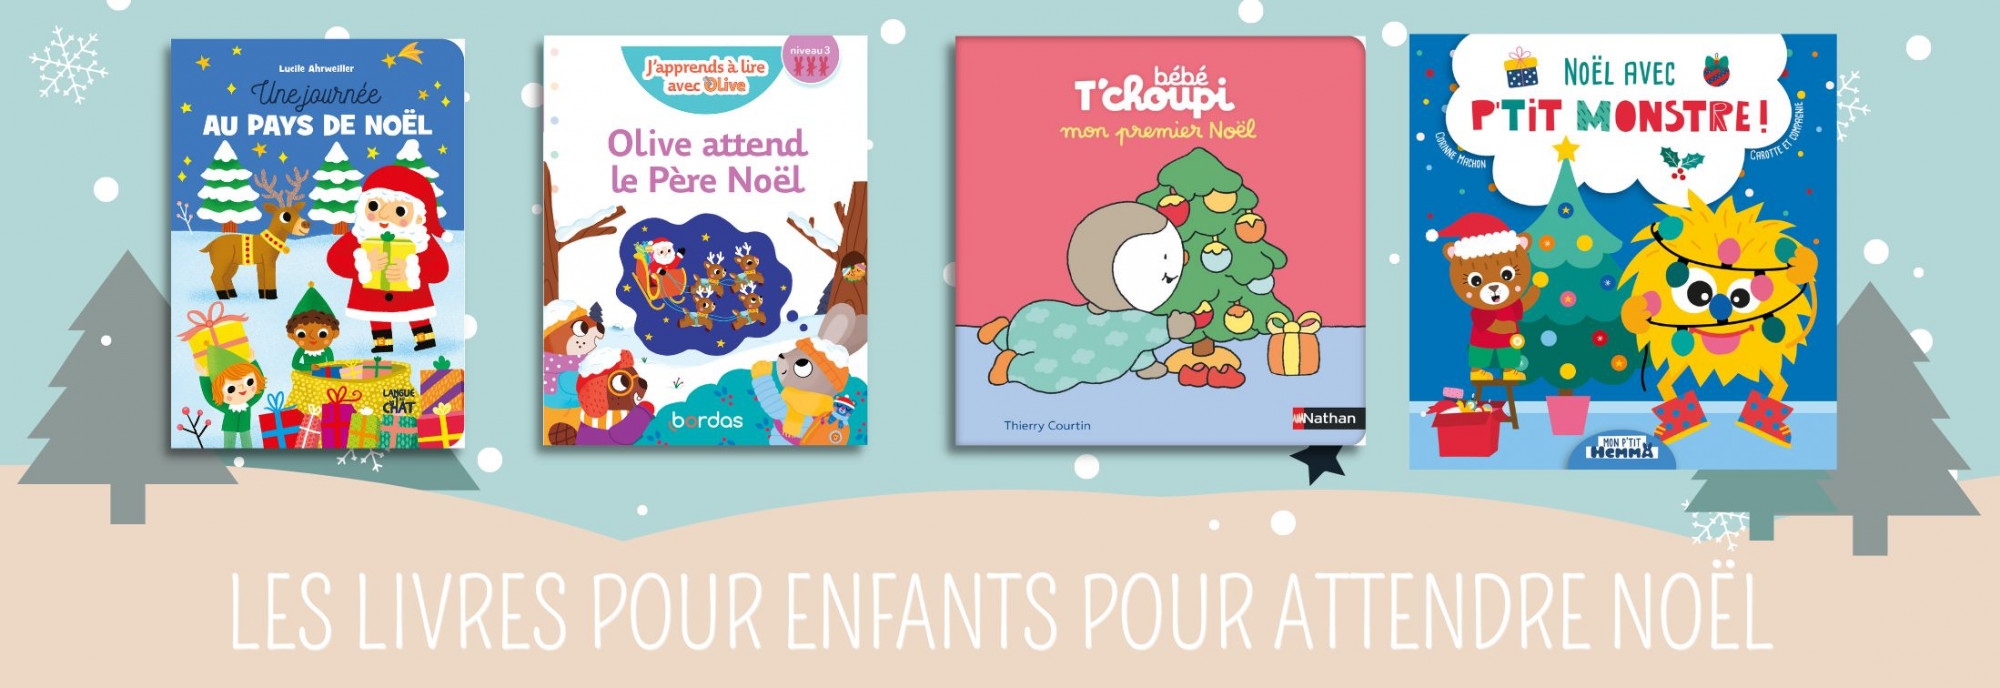 Lucile Ahrweiller
Une journée
AU PAYS DE NOËL
LANGUE
AU
CHAT
J'apprends à lire
avec Olive
niveau 3
Olive attend
le Père Noël
bordas
bébé
T'choupi
mon premier Noël
Thierry Courtin
Nathan
NOËL AVEC
P'TIT MONSTRE !
CORINNE MACHON
CAROTTE ET COMPAGNIE
MON P'TIT
HEMMA
LES LIVRES POUR ENFANTS POUR ATTENDRE NOËL